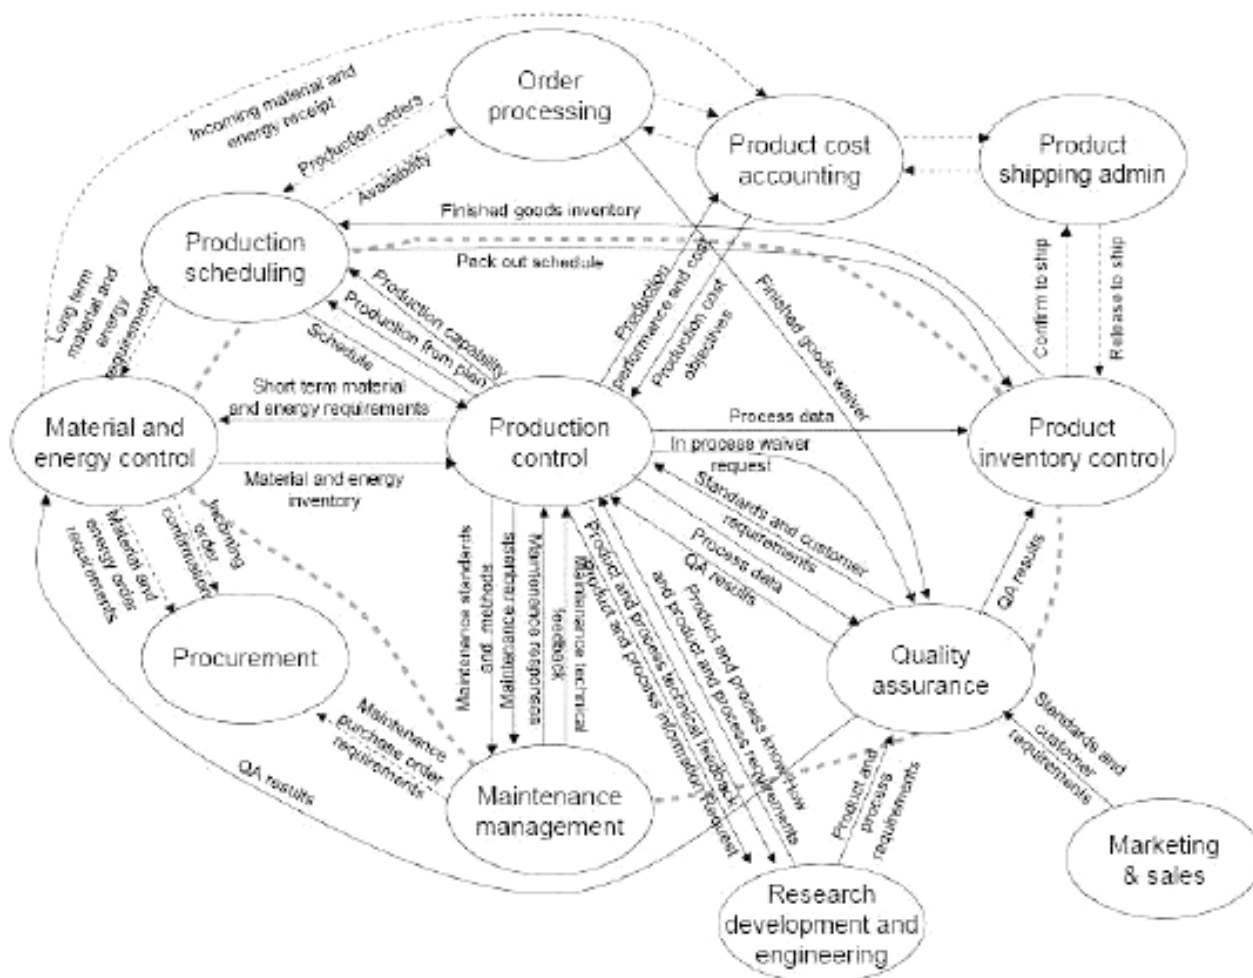 Order
processing
Incoming material and
energy receipt
Production orders
Availability
Product cost
accounting
Product
shipping admin
Finished goods inventory
Production
scheduling
Pack out schedule
Long term
material and
energy
requirements
Production capability
Production from plan
Schedule
Production
performance and cost
Production cost
objectives
Finished goods waiver
Confirm to ship
Release to ship
Short term material
and energy requirements
Material and
energy control
Production
control
Process data
In process waiver
request
Product
inventory control
Material and energy
inventory
Standards and customer
requirements
Process data
QA results
Incoming
order
confirmation
Material and
energy order
requirements
Maintenance standards
and methods
Maintenance requests
Maintenance responses
Maintenance technical
feedback
Product and process technical feedback
Product and process information Request
Product and process know How
and product and process requirements
QA results
Procurement
Quality
assurance
Maintenance
purchase order
requirements
QA results
Standards and
customer
requirements
Maintenance
management
Product and
process
requirements
Marketing
& sales
Research
development and
engineering